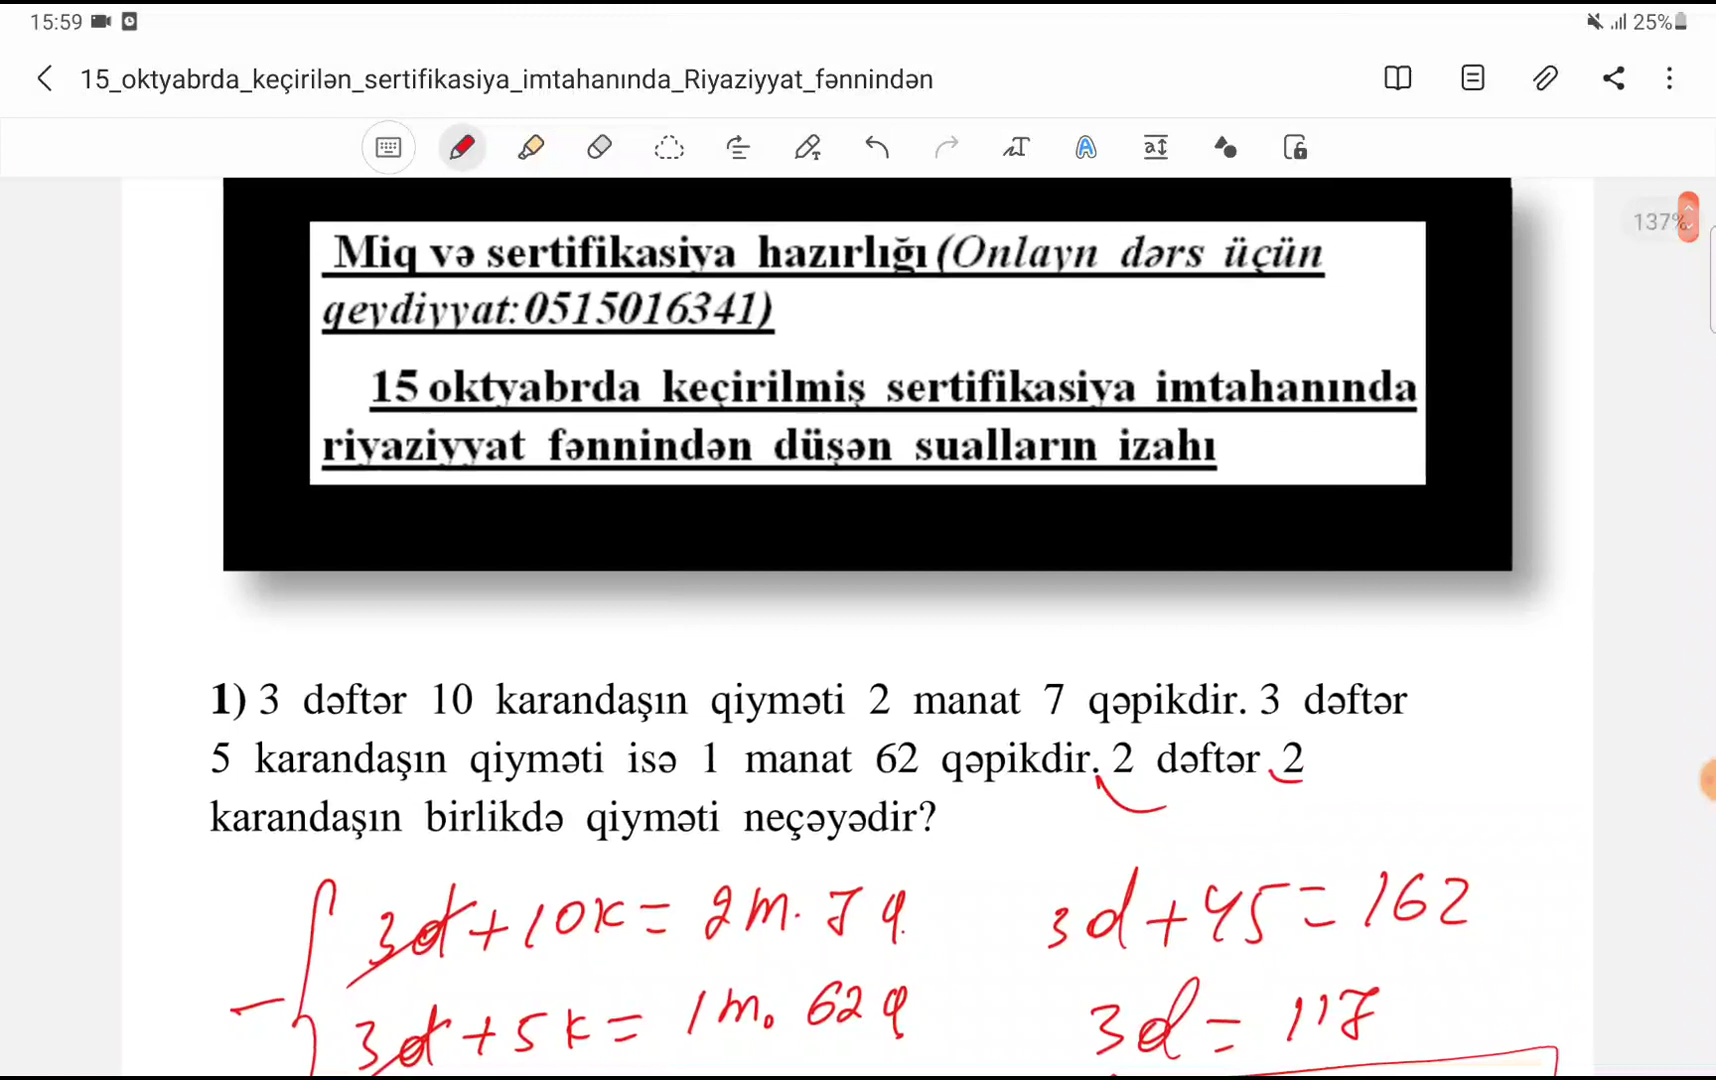 15:59
25%
15_oktyabrda_keçirilən_sertifikasiya_imtahanında_Riyaziyyat_fənnindən
137%
Miq və sertifikasiya hazırlığı (Onlayn dərs üçün
qeydiyyat:0515016341)
15 oktyabrda keçirilmiş sertifikasiya imtahanında
riyaziyyat fənnindən düşən sualların izahı
1) 3 dəftər 10 karandaşın qiyməti 2 manat 7 qəpikdir. 3 dəftər
5 karandaşın qiyməti isə 1 manat 62 qəpikdir. 2 dəftər 2
karandaşın birlikdə qiyməti neçəyədir?
3d+10k=2m. 7q.
3d+5k=1m. 62q
3d+45=162
3d=117